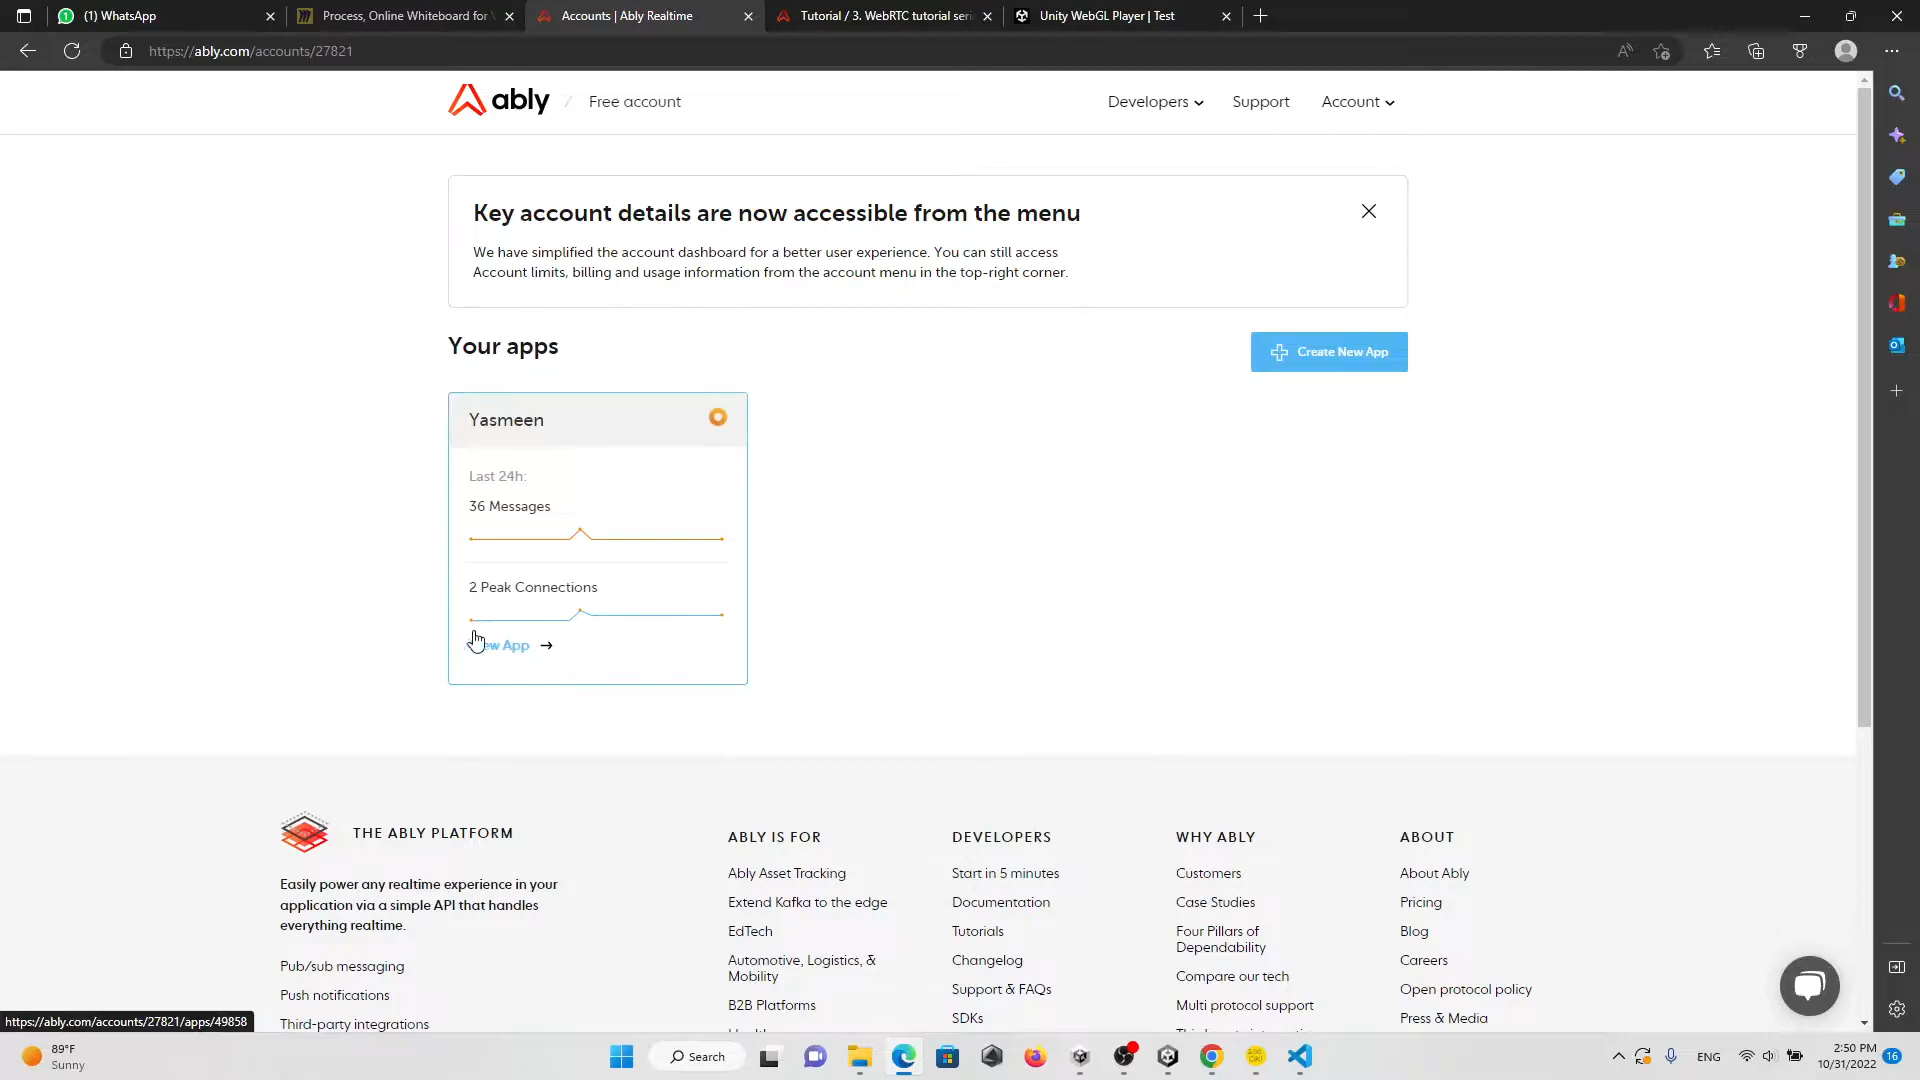 (1) WhatsApp
Process, Online Whiteboard for
Accounts | Ably Realtime
Tutorial / 3. WebRTC tutorial seri
Unity WebGL Player | Test
https://ably.com/accounts/27821
ably / Free account
Developers
Support
Account
Key account details are now accessible from the menu
We have simplified the account dashboard for a better user experience. You can still access
Account limits, billing and usage information from the account menu in the top-right corner.
Your apps
Create New App
Yasmeen
Last 24h:
36 Messages
2 Peak Connections
App
THE ABLY PLATFORM
Easily power any realtime experience in your
application via a simple API that handles
everything realtime.
Pub/sub messaging
Push notifications
Third-party integrations
ABLY IS FOR
Ably Asset Tracking
Extend Kafka to the edge
EdTech
Automotive, Logistics, &
Mobility
B2B Platforms
DEVELOPERS
Start in 5 minutes
Documentation
Tutorials
Changelog
Support & FAQs
SDKs
WHY ABLY
Customers
Case Studies
Four Pillars of
Dependability
Compare our tech
Multi protocol support
ABOUT
About Ably
Pricing
Blog
Careers
Open protocol policy
Press & Media
https://ably.com/accounts/27821/apps/49858
89°F
Sunny
Search
ENG
2:50 PM
10/31/2022
16